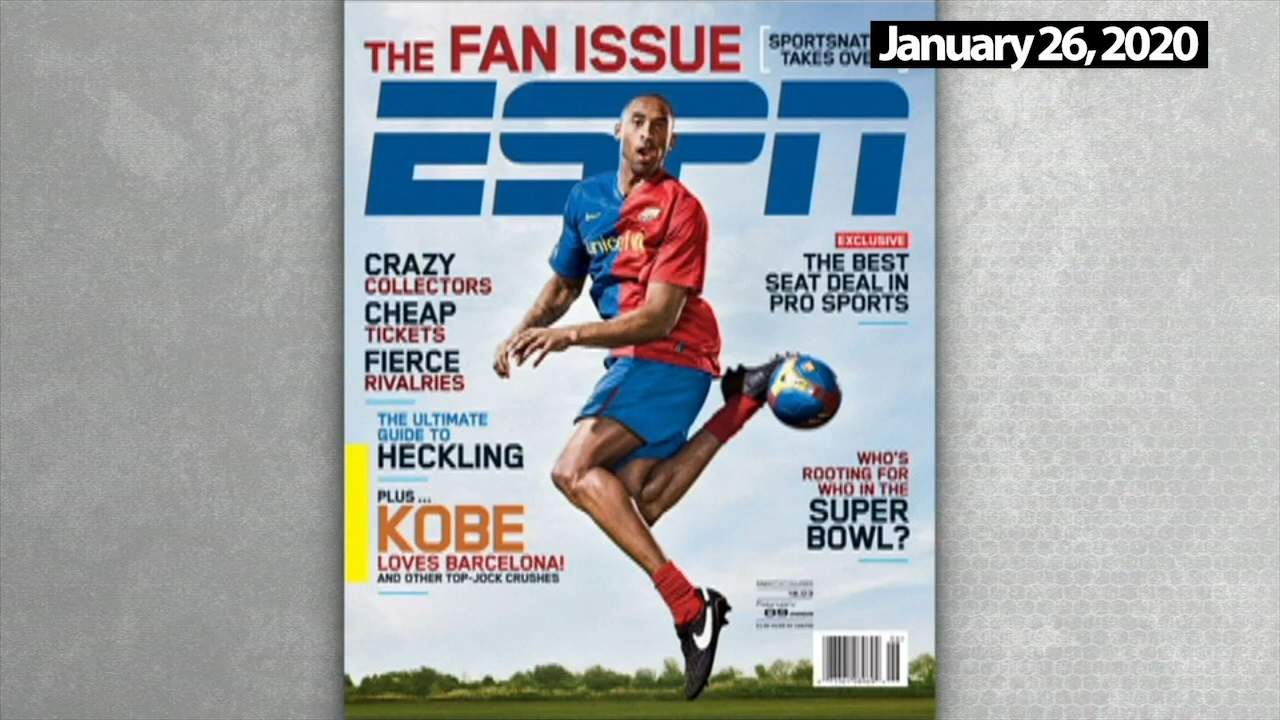 January 26, 2020
THE FAN ISSUE
SPORTSNAT
TAKES OVE
ESPN
CRAZY
COLLECTORS
CHEAP
TICKETS
FIERCE
RIVALRIES
THE ULTIMATE
GUIDE TO
HECKLING
PLUS ...
KOBE
LOVES BARCELONA!
AND OTHER TOP-JOCK CRUSHES
unicef
EXCLUSIVE
THE BEST
SEAT DEAL IN
PRO SPORTS
WHO'S
ROOTING FOR
WHO IN THE
SUPER
BOWL?